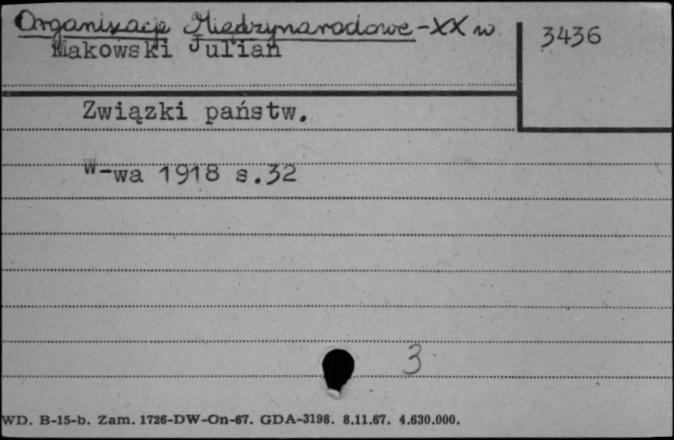 Organizacje Międzynarodowe - XX w
3436
Makowski Julian
Związki państw.
W-wa 1918 s.32
3
WD. B-15-b. Zam. 1726-DW-On-67. GDA-3198. 8.11.67. 4.630.000.